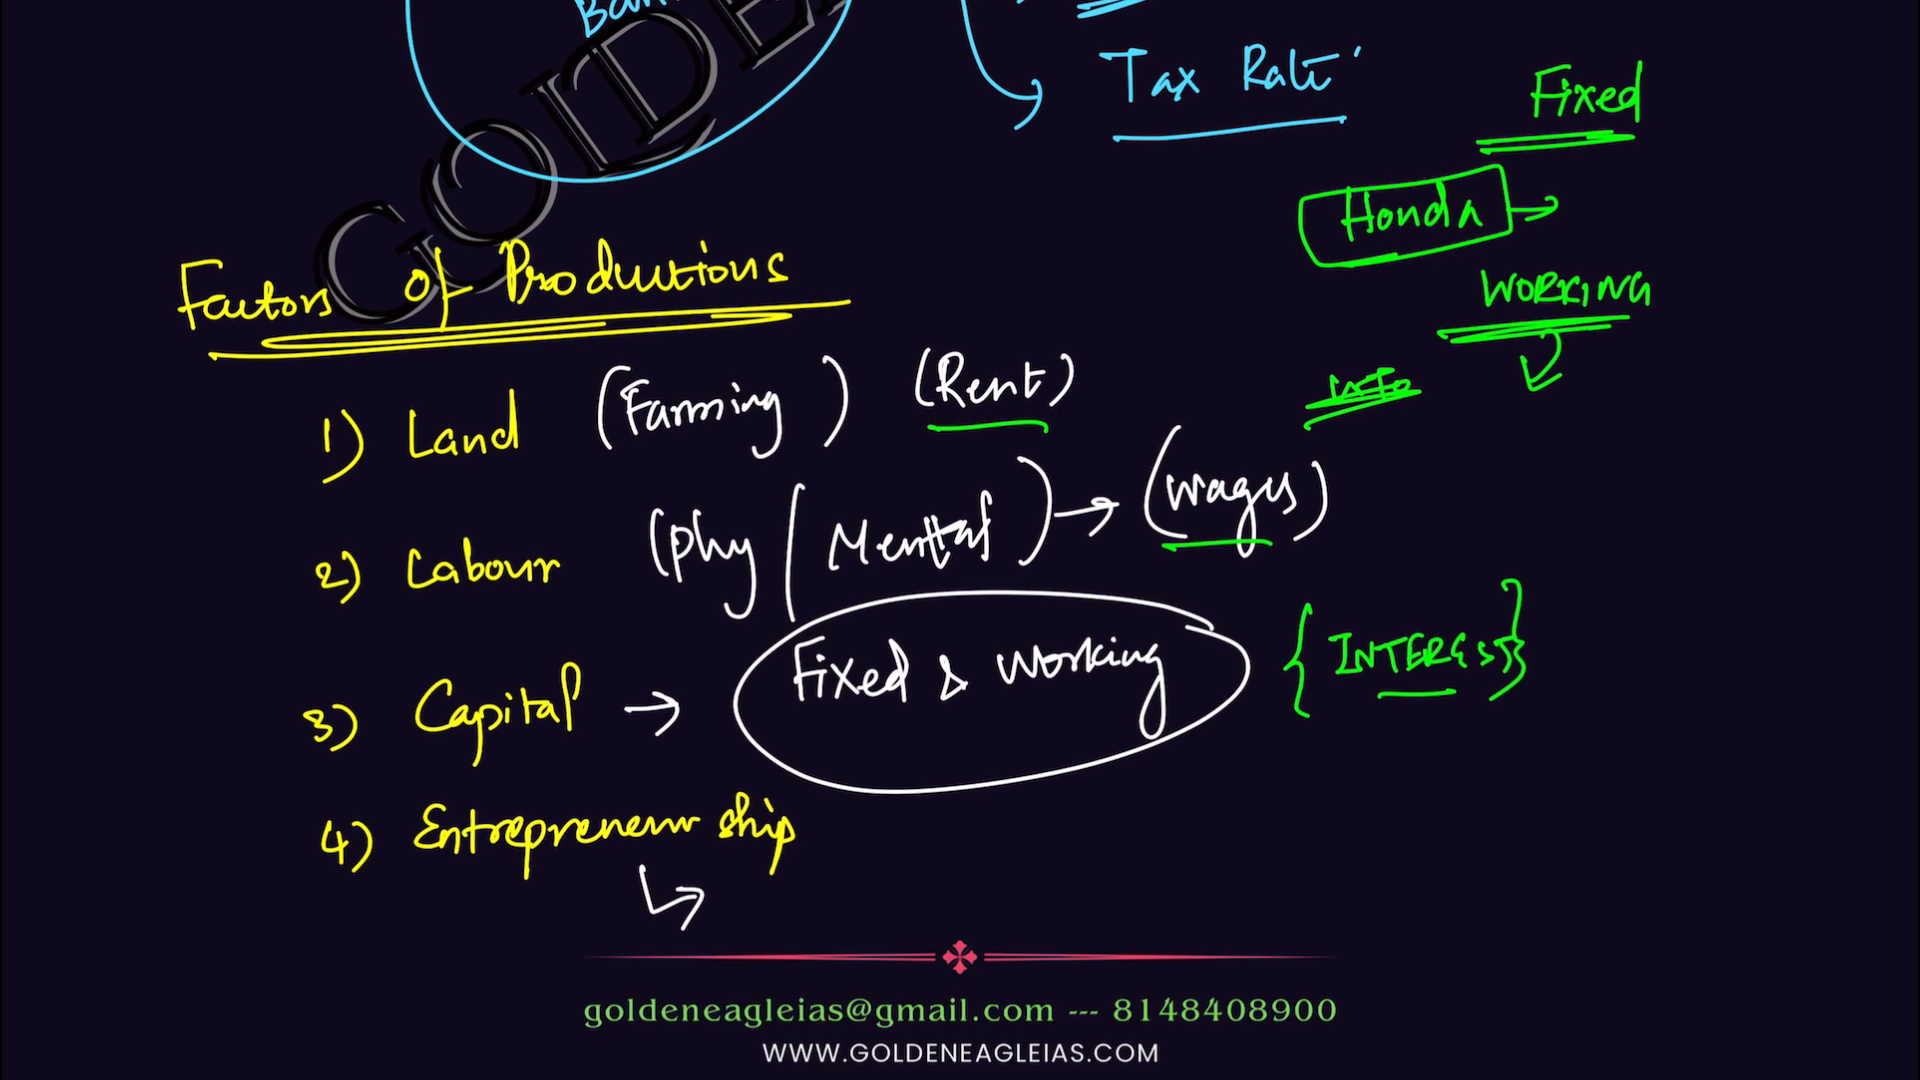 Tax Rate
Fixed
Honda
WORKING
Factors of Productions
1) Land (Farming) (Rent)
2) Labour (phy / Mental) → (wages)
3) Capital → Fixed & Working {INTEREST}
4) Entrepreneurship
goldeneagleias@gmail.com --- 8148408900
WWW.GOLDENEAGLEIAS.COM